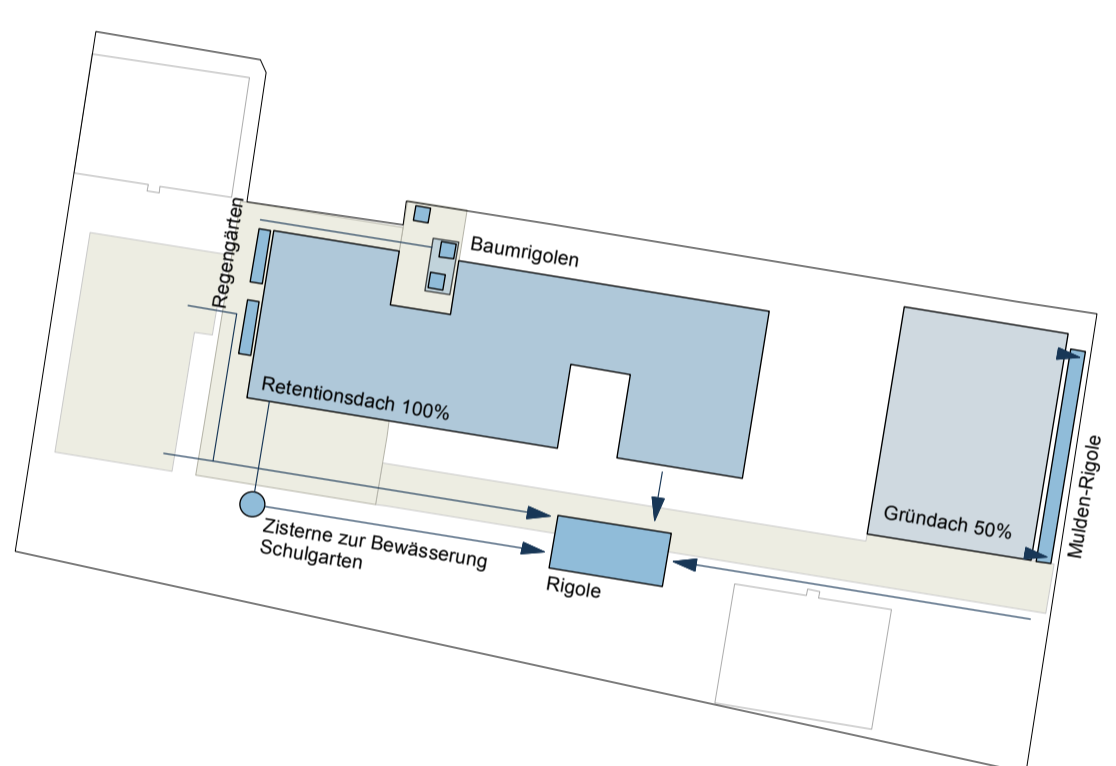 Regengärten
Baumrigolen
Retentionsdach 100%
Zisterne zur Bewässerung
Schulgarten
Rigole
Gründach 50%
Mulden-Rigole